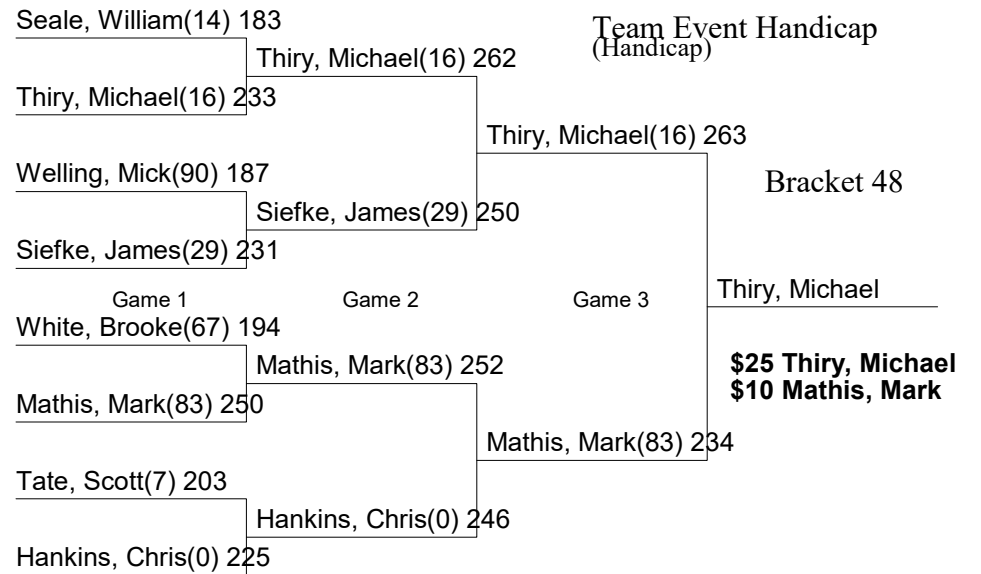 Seale, William(14) 183
Team Event Handicap
(Handicap)
Thiry, Michael(16) 262
Thiry, Michael(16) 233
Thiry, Michael(16) 263
Welling, Mick(90) 187
Bracket 48
Siefke, James(29) 250
Siefke, James(29) 231
Game 1
Game 2
Game 3
Thiry, Michael
White, Brooke(67) 194
Mathis, Mark(83) 252
$25 Thiry, Michael
$10 Mathis, Mark
Mathis, Mark(83) 250
Mathis, Mark(83) 234
Tate, Scott(7) 203
Hankins, Chris(0) 246
Hankins, Chris(0) 225